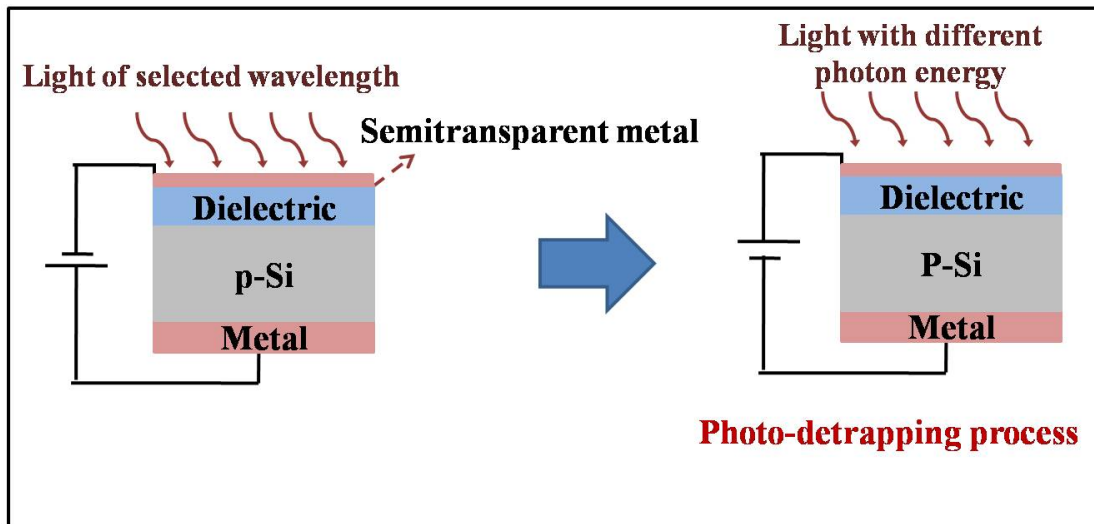 Light of selected wavelength
Semitransparent metal
Dielectric
p-Si
Metal
Light with different
photon energy
Dielectric
P-Si
Metal
Photo-detrapping process